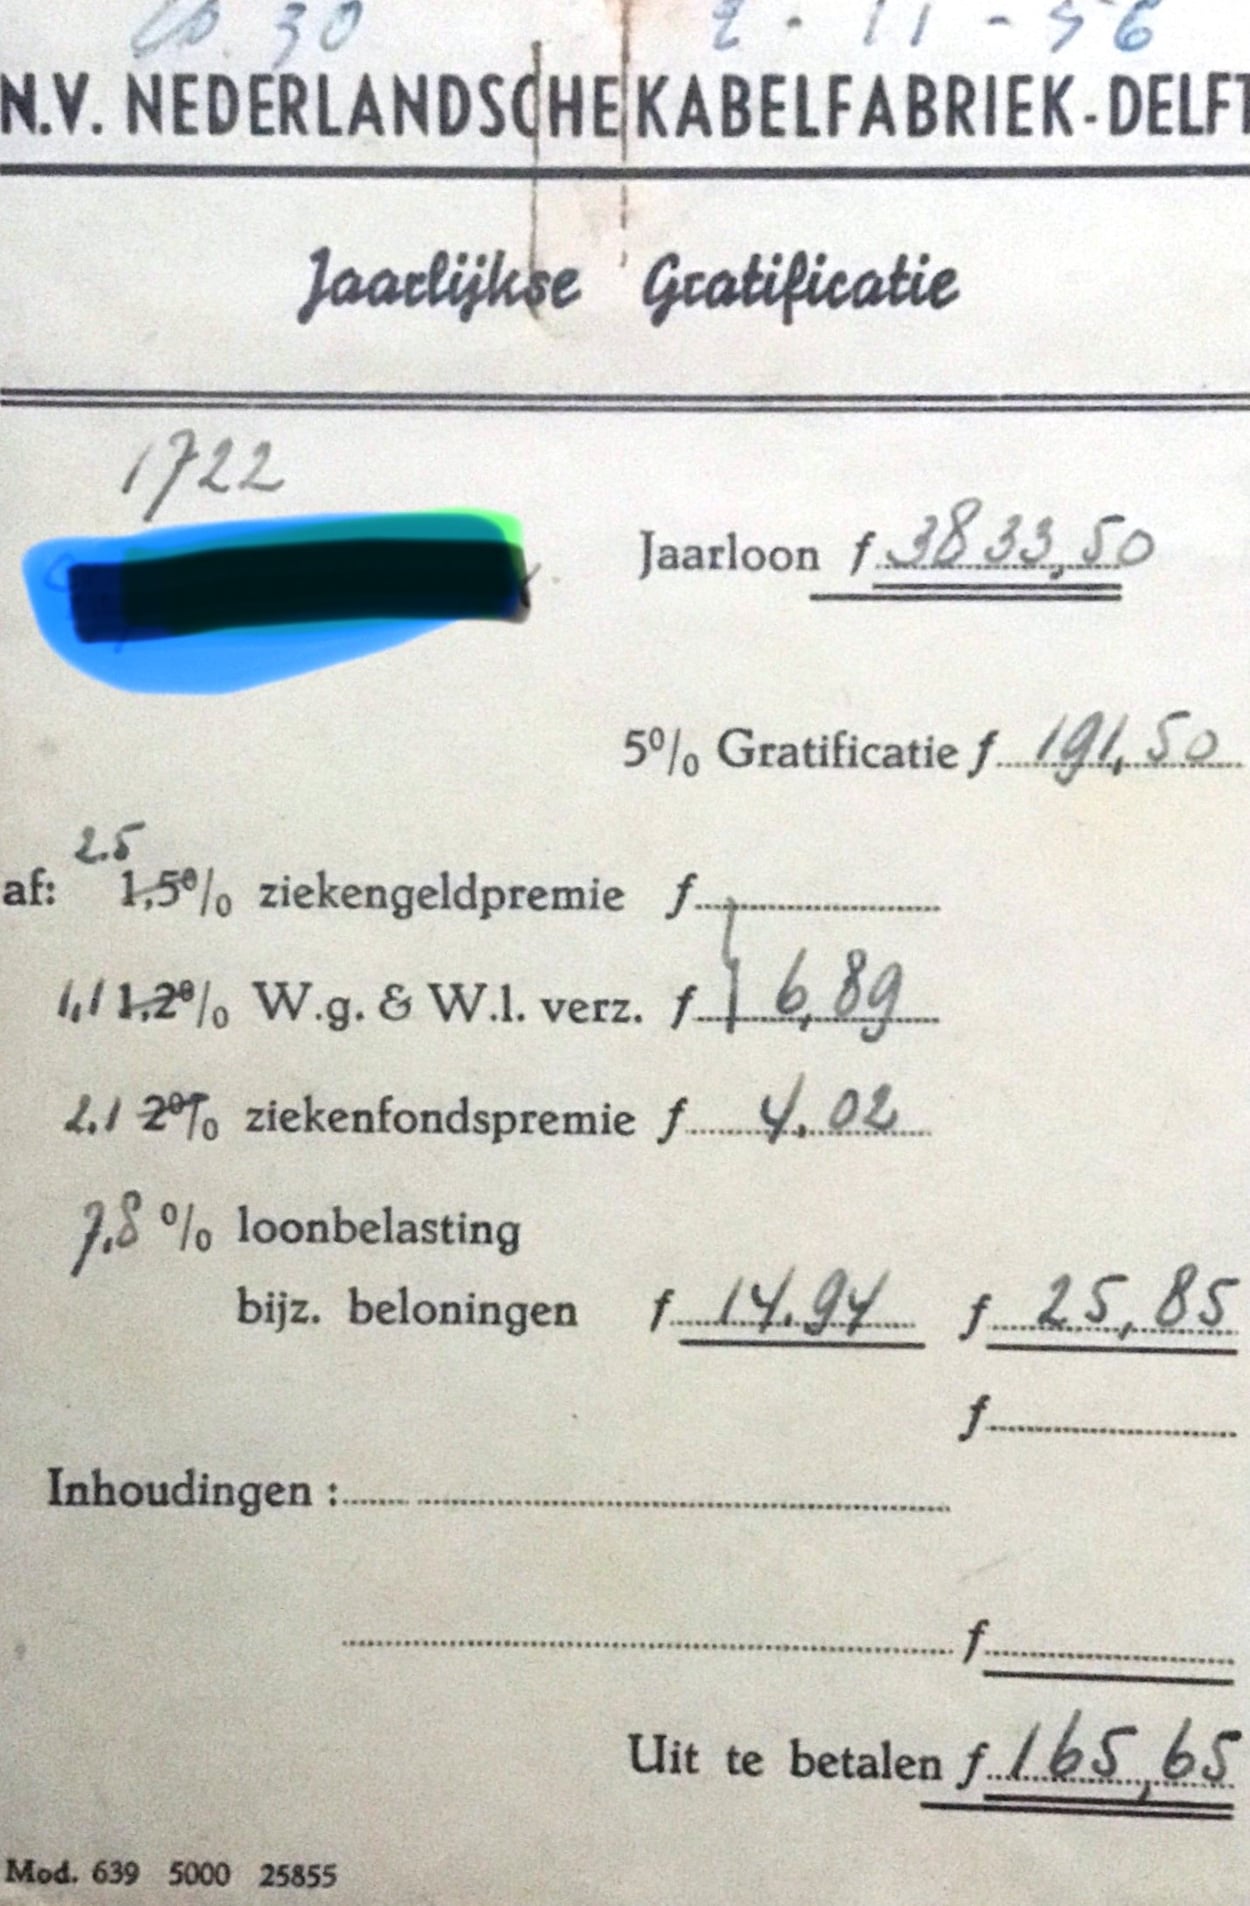 30 2-11-56
N.V. NEDERLANDSCHE KABELFABRIEK-DELFT
Jaarlijkse Gratificatie
1722
Jaarloon f 3833,50
5% Gratificatie f 191,50
2.5
af: 1,5% ziekengeldpremie f
1,1 1,2% W.g. & W.l. verz. f 6,89
2.1 2% ziekenfondspremie f 4.02
7,8 % loonbelasting
bijz. beloningen f 14.94 f 25,85
f
Inhoudingen :
f
Uit te betalen f 165,65
Mod. 639 5000 25855